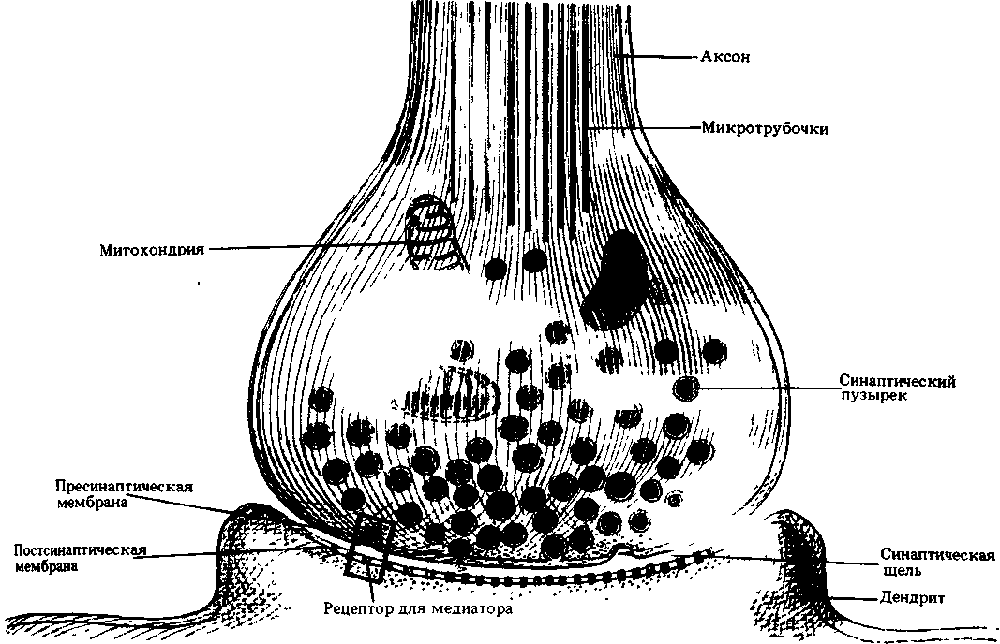 Аксон
Микротрубочки
Митохондрия
Синаптический
пузырек
Пресинаптическая
мембрана
Постсинаптическая
мембрана
Синаптическая
щель
Дендрит
Рецептор для медиатора